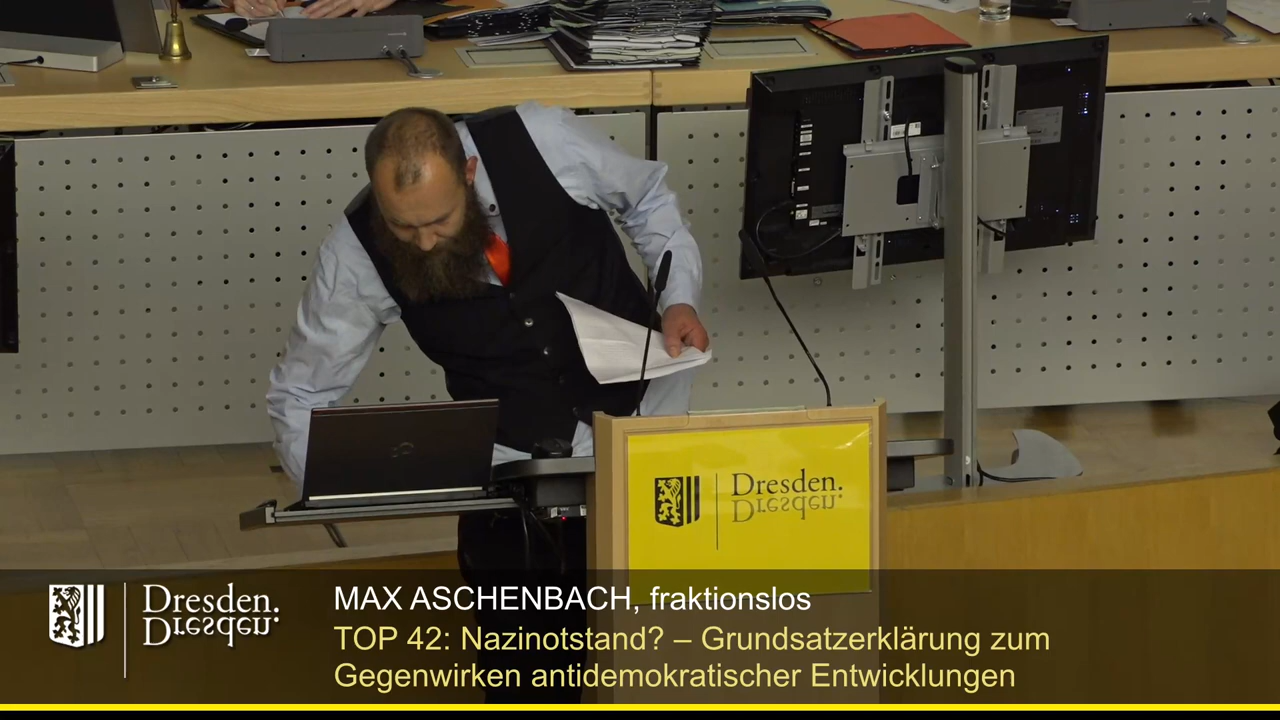 Dresden.
Dresden.
Dresden.
Dresden.
MAX ASCHENBACH, fraktionslos
TOP 42: Nazinotstand? – Grundsatzerklärung zum
Gegenwirken antidemokratischer Entwicklungen